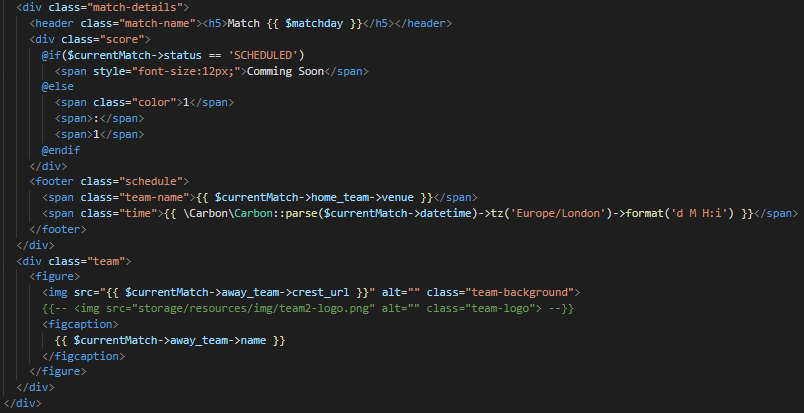 <div class="match-details">
<header class="match-name"><h5>Match {{ $matchday }}</h5></header>
<div class="score">
@if($currentMatch->status == 'SCHEDULED')
<span style="font-size:12px;">Comming Soon</span>
@else
<span class="color">1</span>
<span>:</span>
<span>1</span>
@endif
</div>
<footer class="schedule">
<span class="team-name">{{ $currentMatch->home_team->venue }}</span>
<span class="time">{{ \Carbon\Carbon::parse($currentMatch->datetime)->tz('Europe/London')->format('d M H:i') }}</span>
</footer>
</div>
<div class="team">
<figure>
<img src="{{ $currentMatch->away_team->crest_url }}" alt="" class="team-background">
{{-- <img src="storage/resources/img/team2-logo.png" alt="" class="team-logo"> --}}
<figcaption>
{{ $currentMatch->away_team->name }}
</figcaption>
</figure>
</div>
</div>